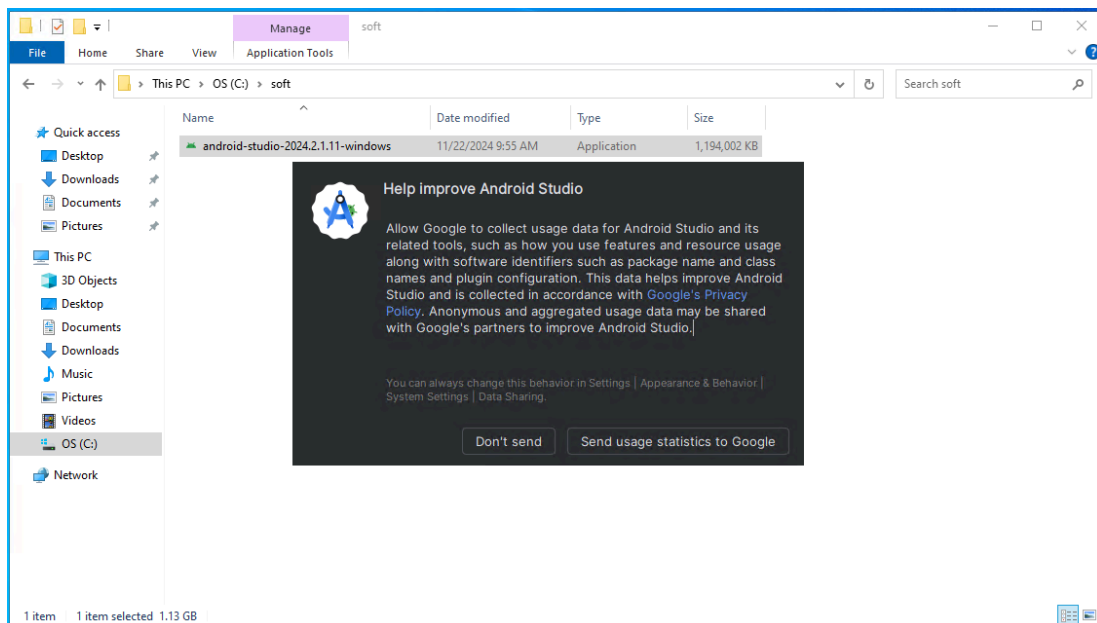 Manage
soft
File
Home
Share
View
Application Tools
?
This PC > OS (C:) > soft
Search soft
Name
Date modified
Type
Size
Quick access
Desktop
Downloads
Documents
Pictures
This PC
3D Objects
Desktop
Documents
Downloads
Music
Pictures
Videos
OS (C:)
Network
android-studio-2024.2.1.11-windows
11/22/2024 9:55 AM
Application
1,194,002 KB
Help improve Android Studio
Allow Google to collect usage data for Android Studio and its
related tools, such as how you use features and resource usage
along with software identifiers such as package name and class
names and plugin configuration. This data helps improve Android
Studio and is collected in accordance with Google's Privacy
Policy. Anonymous and aggregated usage data may be shared
with Google's partners to improve Android Studio.
You can always change this behavior in Settings | Appearance & Behavior |
System Settings | Data Sharing.
Don't send
Send usage statistics to Google
1 item
1 item selected 1.13 GB